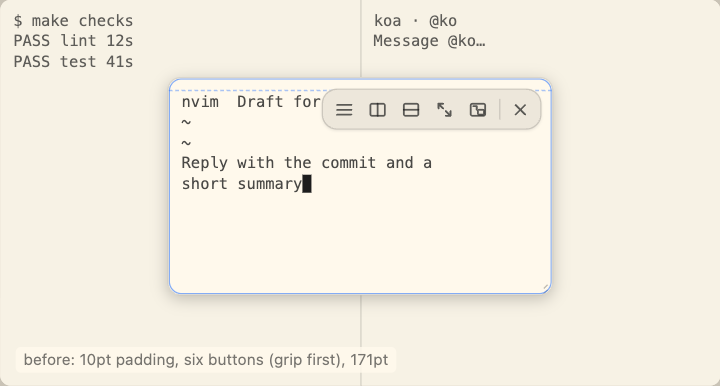 $ make checks
PASS lint 12s
PASS test 41s
koa · @ko
Message @ko…
nvim  Draft for
~
~
Reply with the commit and a
short summary
before: 10pt padding, six buttons (grip first), 171pt